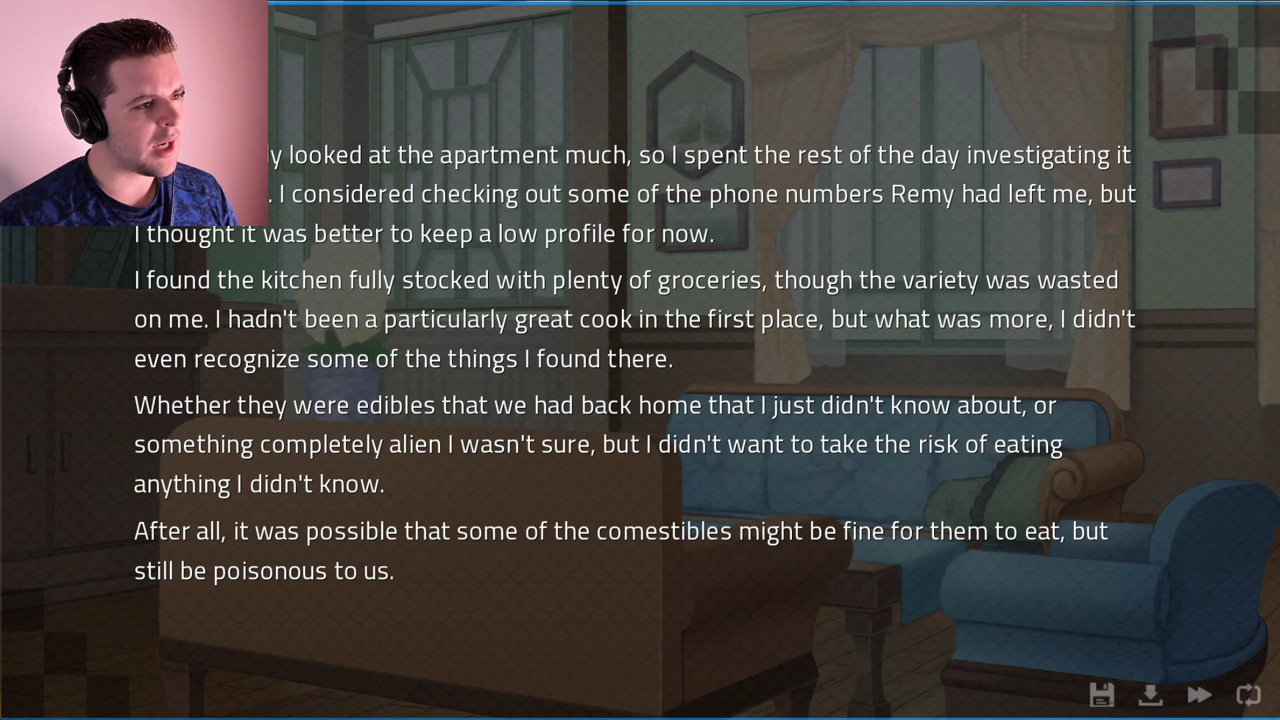 looked at the apartment much, so I spent the rest of the day investigating it
. I considered checking out some of the phone numbers Remy had left me, but
I thought it was better to keep a low profile for now.
I found the kitchen fully stocked with plenty of groceries, though the variety was wasted
on me. I hadn't been a particularly great cook in the first place, but what was more, I didn't
even recognize some of the things I found there.
Whether they were edibles that we had back home that I just didn't know about, or
something completely alien I wasn't sure, but I didn't want to take the risk of eating
anything I didn't know.
After all, it was possible that some of the comestibles might be fine for them to eat, but
still be poisonous to us.